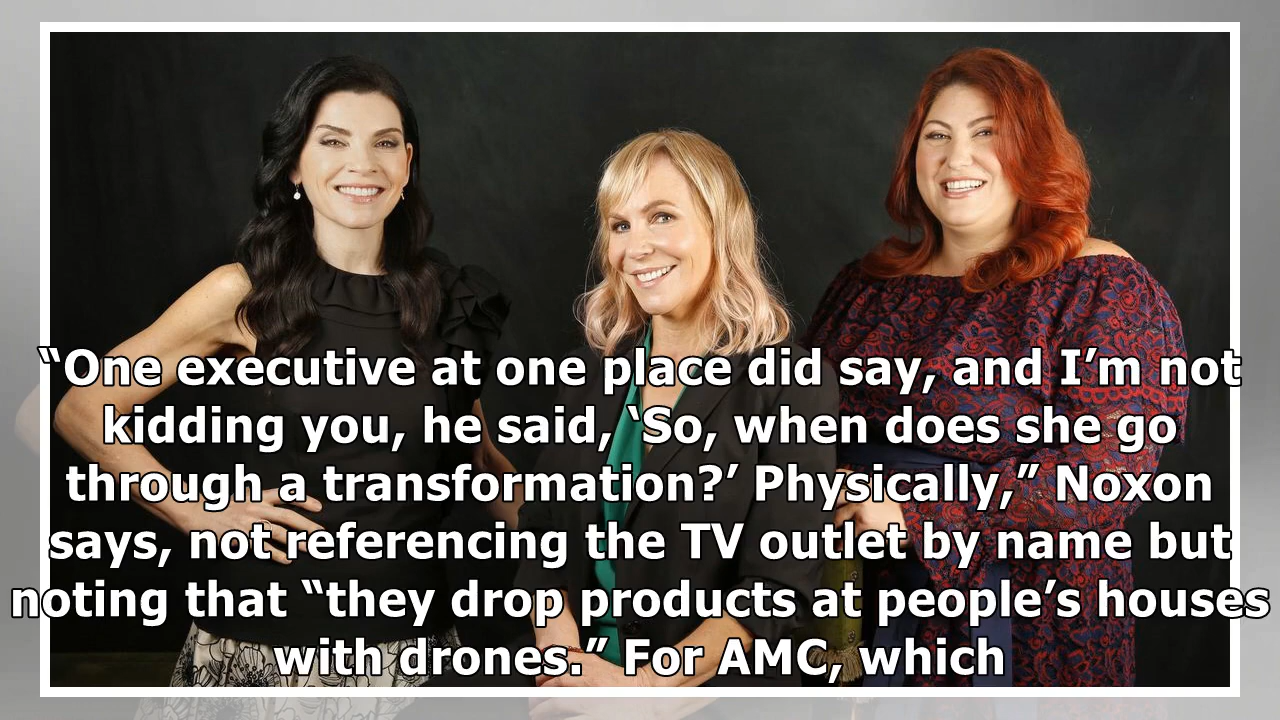 “One executive at one place did say, and I’m not
kidding you, he said, ‘So, when does she go
through a transformation?’ Physically,” Noxon
says, not referencing the TV outlet by name but
noting that “they drop products at people’s houses
with drones.” For AMC, which